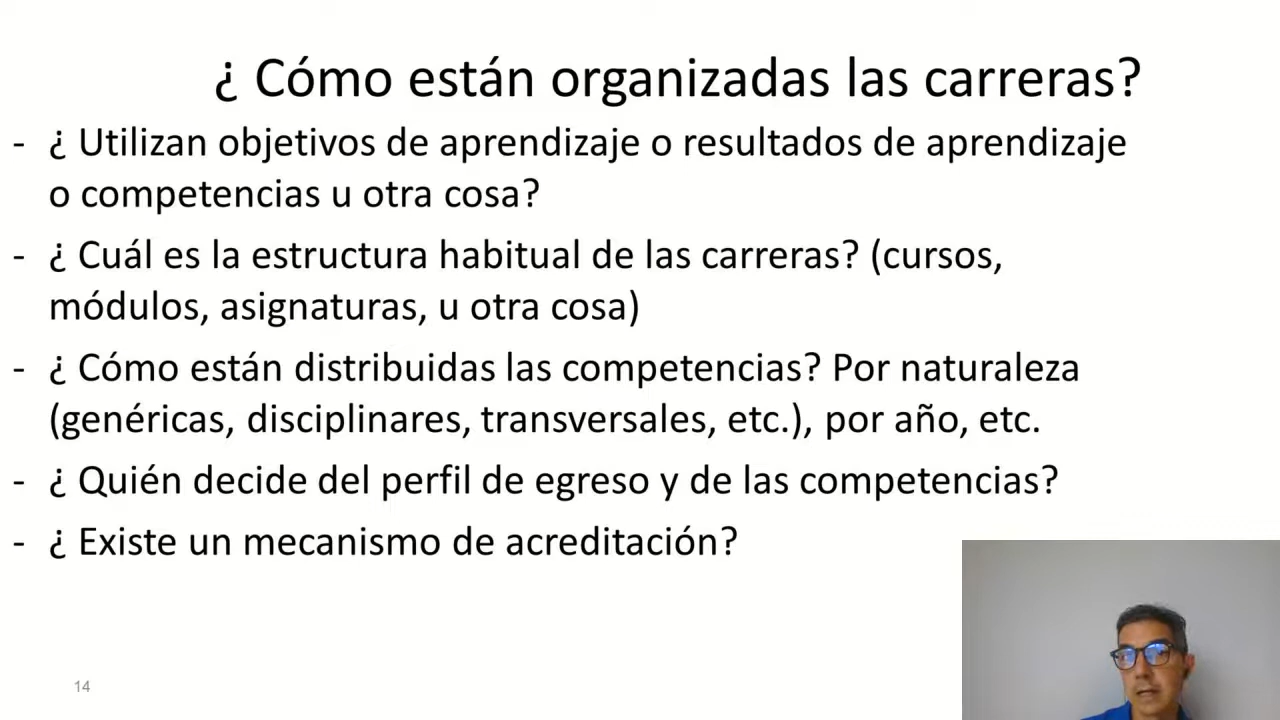 ¿ Cómo están organizadas las carreras?
- ¿ Utilizan objetivos de aprendizaje o resultados de aprendizaje
o competencias u otra cosa?
- ¿ Cuál es la estructura habitual de las carreras? (cursos,
módulos, asignaturas, u otra cosa)
- ¿ Cómo están distribuidas las competencias? Por naturaleza
(genéricas, disciplinares, transversales, etc.), por año, etc.
- ¿ Quién decide del perfil de egreso y de las competencias?
- ¿ Existe un mecanismo de acreditación?
14